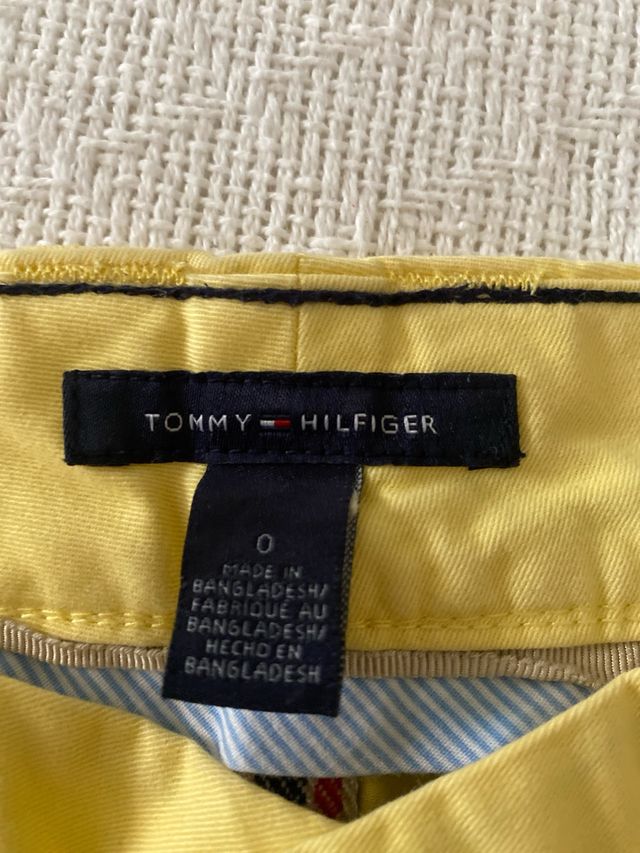 TOMMY HILFIGER
0
MADE IN
BANGLADESH/
FABRIQUÉ AU
BANGLADESH/
HECHO EN
BANGLADESH